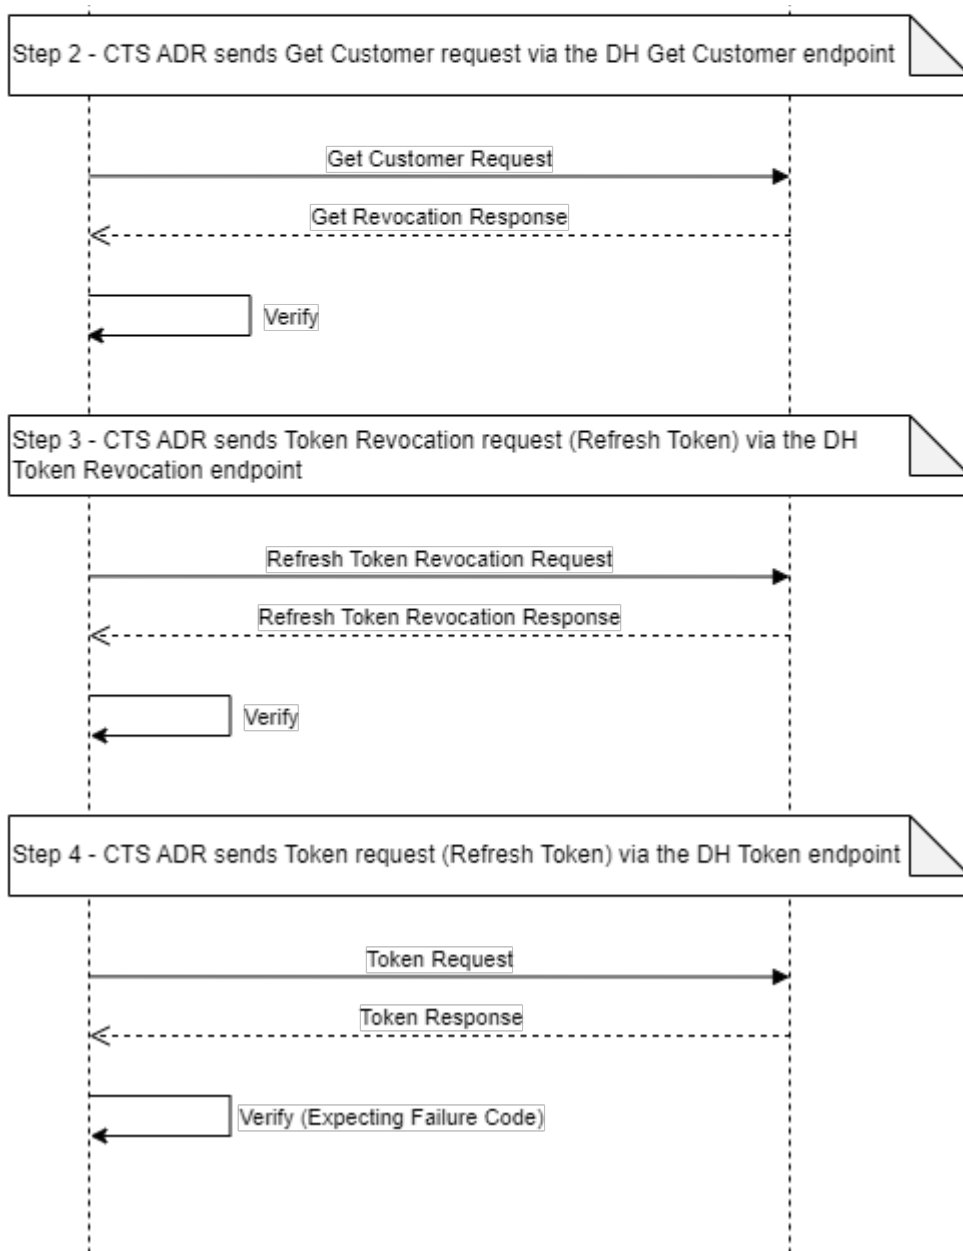 Step 2 - CTS ADR sends Get Customer request via the DH Get Customer endpoint
Get Customer Request
Get Revocation Response
Verify
Step 3 - CTS ADR sends Token Revocation request (Refresh Token) via the DH
Token Revocation endpoint
Refresh Token Revocation Request
Refresh Token Revocation Response
Verify
Step 4 - CTS ADR sends Token request (Refresh Token) via the DH Token endpoint
Token Request
Token Response
Verify (Expecting Failure Code)